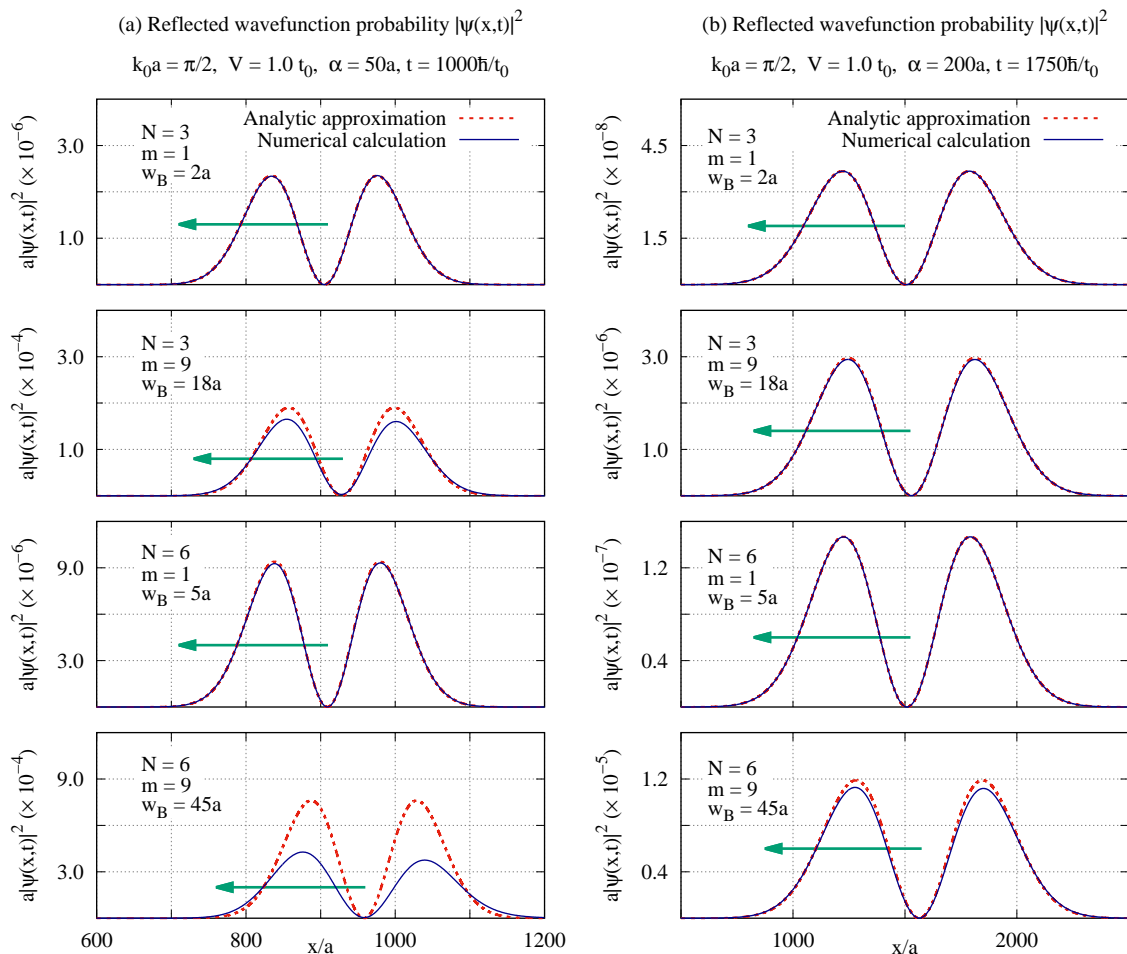 (a) Reflected wavefunction probability |ψ(x,t)|²
k₀a = π/2, V = 1.0 t₀, α = 50a, t = 1000ħ/t₀
a|ψ(x,t)|² (× 10⁻⁶)
3.0
1.0
N = 3
m = 1
w_B = 2a
Analytic approximation
Numerical calculation
a|ψ(x,t)|² (× 10⁻⁴)
3.0
1.0
N = 3
m = 9
w_B = 18a
a|ψ(x,t)|² (× 10⁻⁶)
9.0
3.0
N = 6
m = 1
w_B = 5a
a|ψ(x,t)|² (× 10⁻⁴)
9.0
3.0
N = 6
m = 9
w_B = 45a
600 800 1000 1200
x/a
(b) Reflected wavefunction probability |ψ(x,t)|²
k₀a = π/2, V = 1.0 t₀, α = 200a, t = 1750ħ/t₀
a|ψ(x,t)|² (× 10⁻⁸)
4.5
1.5
N = 3
m = 1
w_B = 2a
Analytic approximation
Numerical calculation
a|ψ(x,t)|² (× 10⁻⁶)
3.0
1.0
N = 3
m = 9
w_B = 18a
a|ψ(x,t)|² (× 10⁻⁷)
1.2
0.4
N = 6
m = 1
w_B = 5a
a|ψ(x,t)|² (× 10⁻⁵)
1.2
0.4
N = 6
m = 9
w_B = 45a
1000 1500 2000
x/a